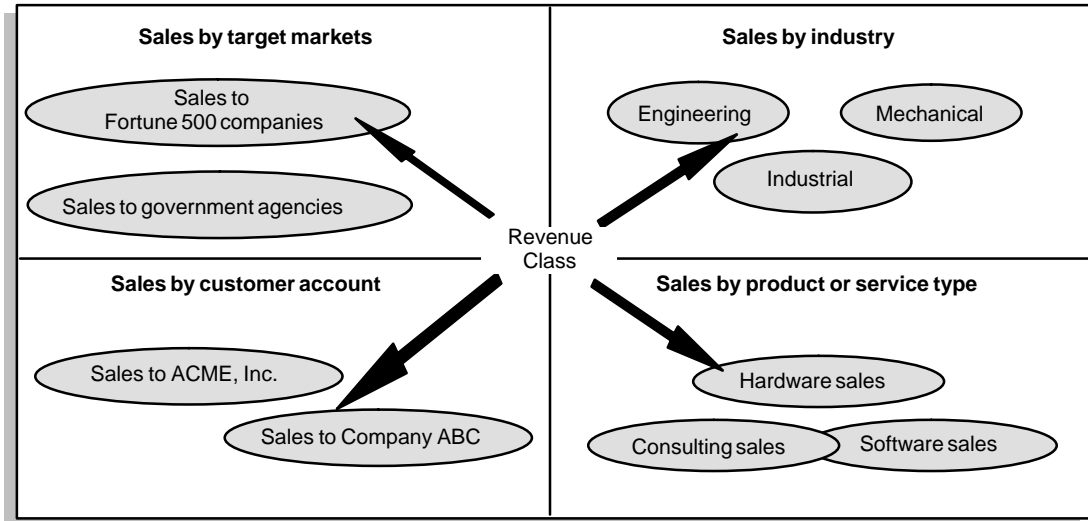 Sales by target markets
Sales to
Fortune 500 companies
Sales to government agencies
Sales by industry
Engineering
Mechanical
Industrial
Revenue
Class
Sales by customer account
Sales to ACME, Inc.
Sales to Company ABC
Sales by product or service type
Hardware sales
Consulting sales
Software sales